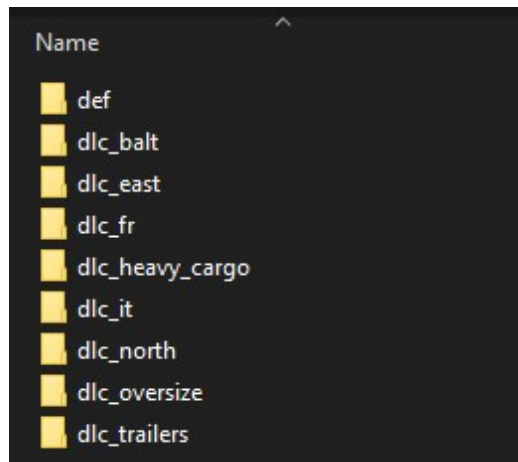 Name
def
dlc_balt
dlc_east
dlc_fr
dlc_heavy_cargo
dlc_it
dlc_north
dlc_oversize
dlc_trailers